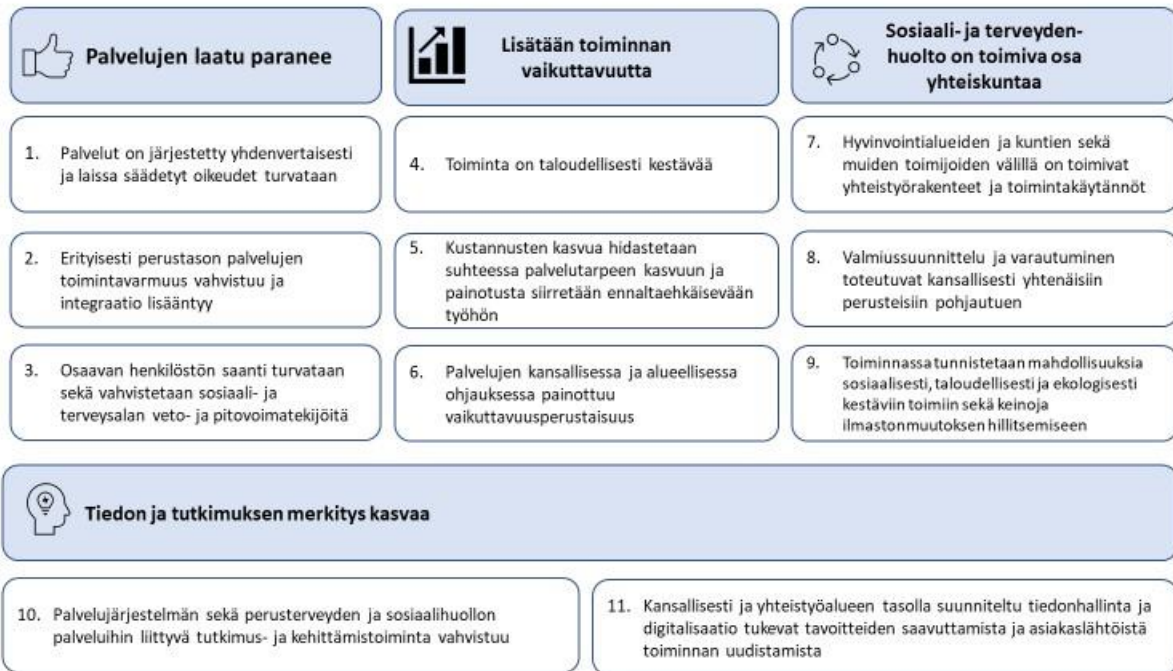 Palvelujen laatu paranee
1. Palvelut on järjestetty yhdenvertaisesti
ja laissa säädetyt oikeudet turvataan
2. Erityisesti perustason palvelujen
toimintavarmuus vahvistuu ja
integraatio lisääntyy
3. Osaavan henkilöstön saanti turvataan
sekä vahvistetaan sosiaali- ja
terveysalan veto- ja pitovoimatekijöitä
Lisätään toiminnan
vaikuttavuutta
4. Toiminta on taloudellisesti kestävää
5. Kustannusten kasvua hidastetaan
suhteessa palvelutarpeen kasvuun ja
painotusta siirretään ennaltaehkäisevään
työhön
6. Palvelujen kansallisessa ja alueellisessa
ohjauksessa painottuu
vaikuttavuusperustaisuus
Sosiaali- ja terveyden-
huolto on toimiva osa
yhteiskuntaa
7. Hyvinvointialueiden ja kuntien sekä
muiden toimijoiden välillä on toimivat
yhteistyörakenteet ja toimintakäytännöt
8. Valmiussuunnittelu ja varautuminen
toteutuvat kansallisesti yhtenäisiin
perusteisiin pohjautuen
9. Toiminnassa tunnistetaan mahdollisuuksia
sosiaalisesti, taloudellisesti ja ekologisesti
kestäviin toimiin sekä keinoja
ilmastonmuutoksen hillitsemiseen
Tiedon ja tutkimuksen merkitys kasvaa
10. Palvelujärjestelmän sekä perusterveyden ja sosiaalihuollon
palveluihin liittyvä tutkimus- ja kehittämistoiminta vahvistuu
11. Kansallisesti ja yhteistyöalueen tasolla suunniteltu tiedonhallinta ja
digitalisaatio tukevat tavoitteiden saavuttamista ja asiakaslähtöistä
toiminnan uudistamista